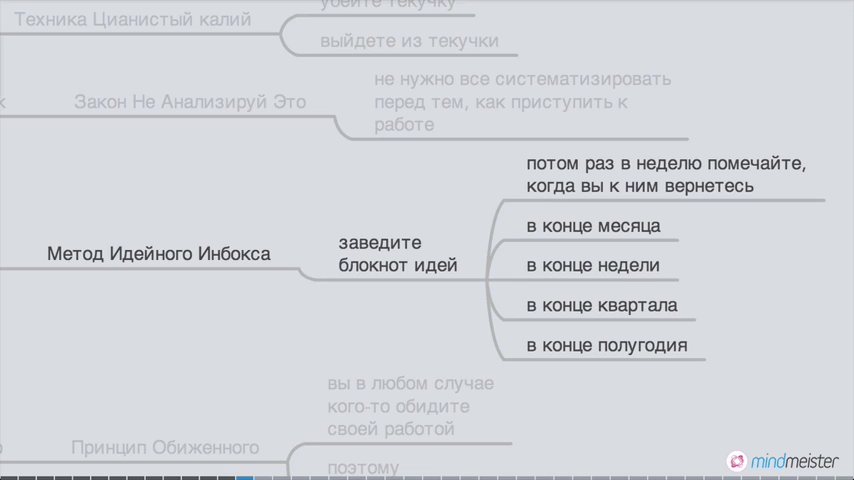 убейте текучку
Техника Цианистый калий
выйдете из текучки
не нужно все систематизировать
перед тем, как приступить к
работе
Закон Не Анализируй Это
потом раз в неделю помечайте,
когда вы к ним вернетесь
в конце месяца
Метод Идейного Инбокса
заведите
блокнот идей
в конце недели
в конце квартала
в конце полугодия
вы в любом случае
кого-то обидите
своей работой
Принцип Обиженного
поэтому
mindmeister